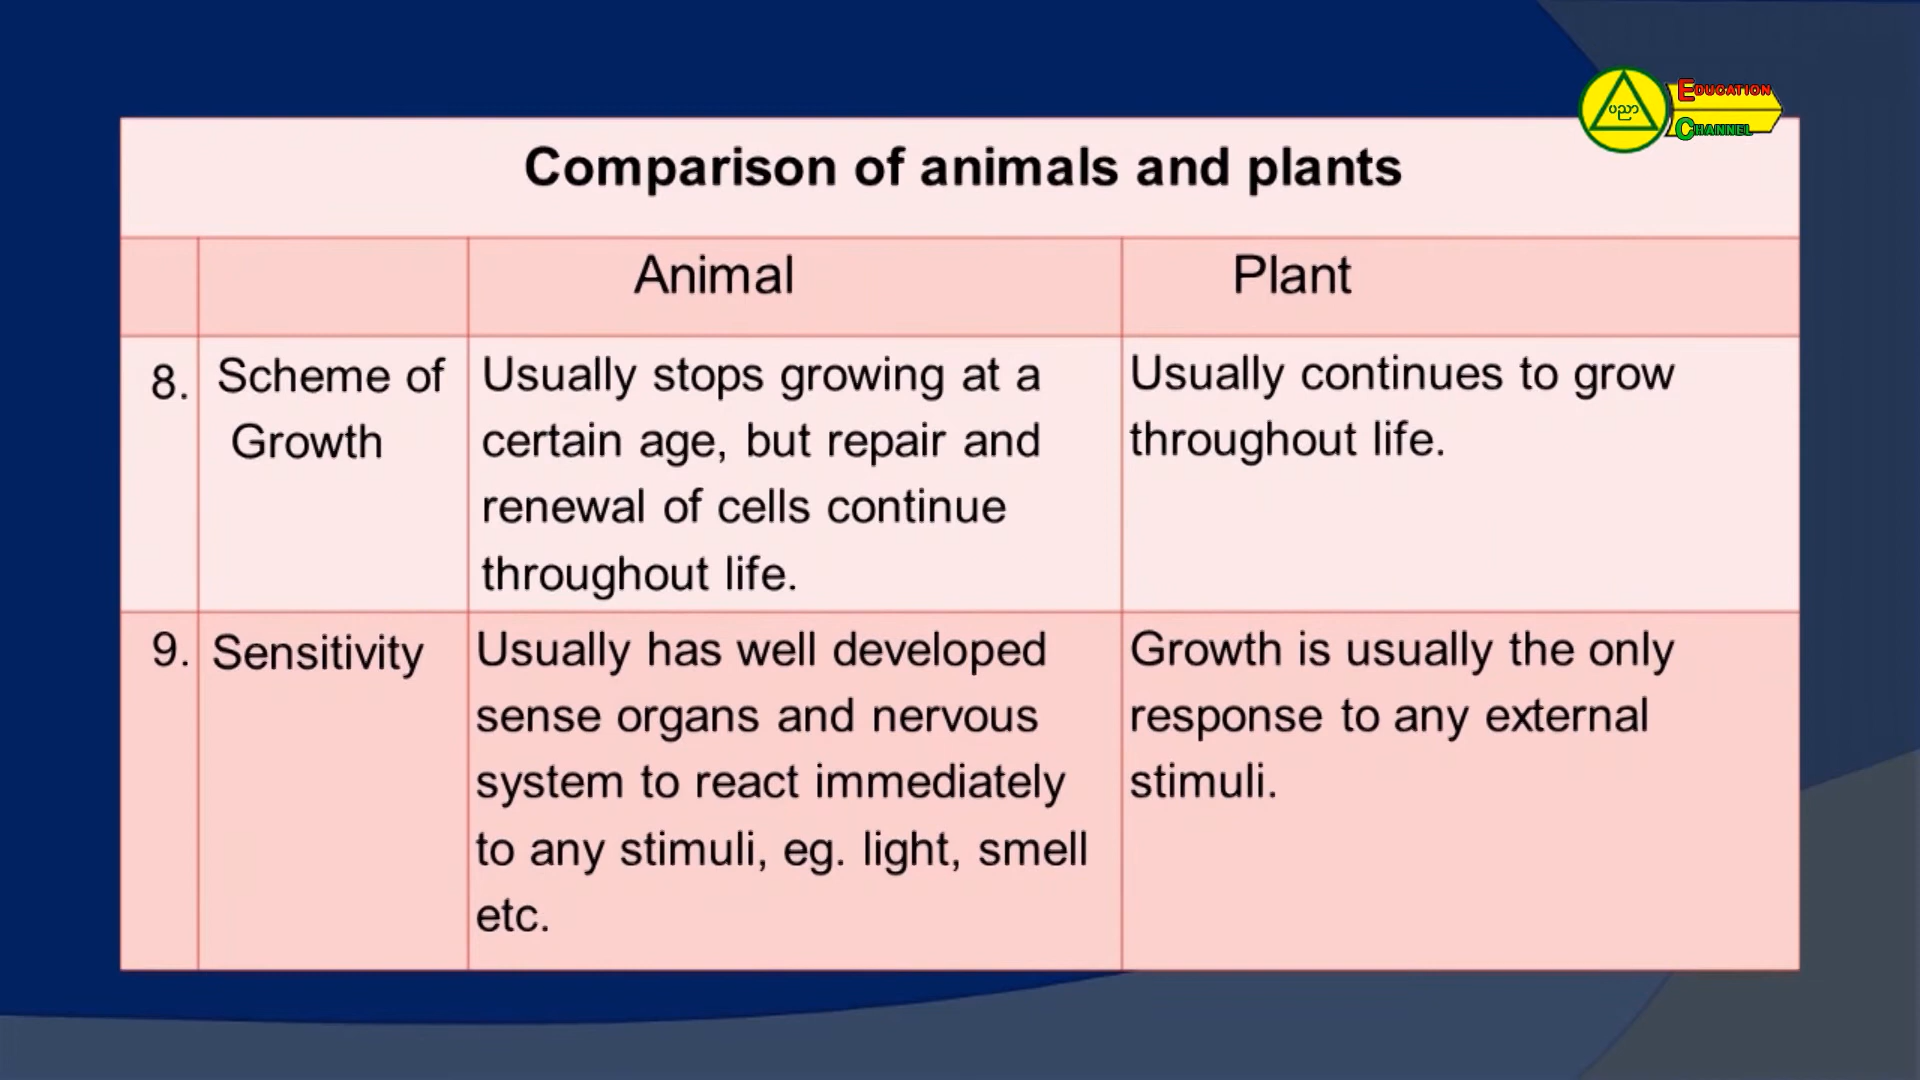 ပညာ
EDUCATION
CHANNEL
Comparison of animals and plants
Animal
Plant
8.
Scheme of
Growth
Usually stops growing at a
certain age, but repair and
renewal of cells continue
throughout life.
Usually continues to grow
throughout life.
9.
Sensitivity
Usually has well developed
sense organs and nervous
system to react immediately
to any stimuli, eg. light, smell
etc.
Growth is usually the only
response to any external
stimuli.